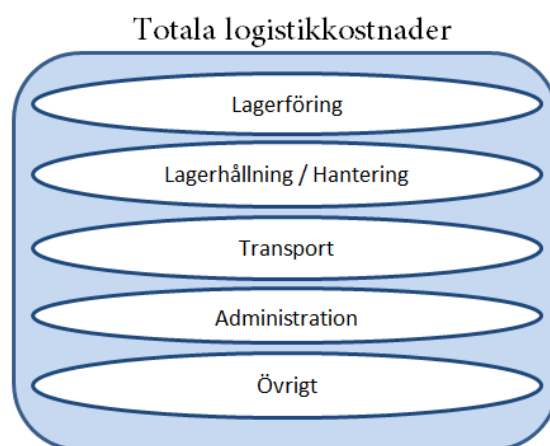 Totala logistikkostnader
Lagerföring
Lagerhållning / Hantering
Transport
Administration
Övrigt